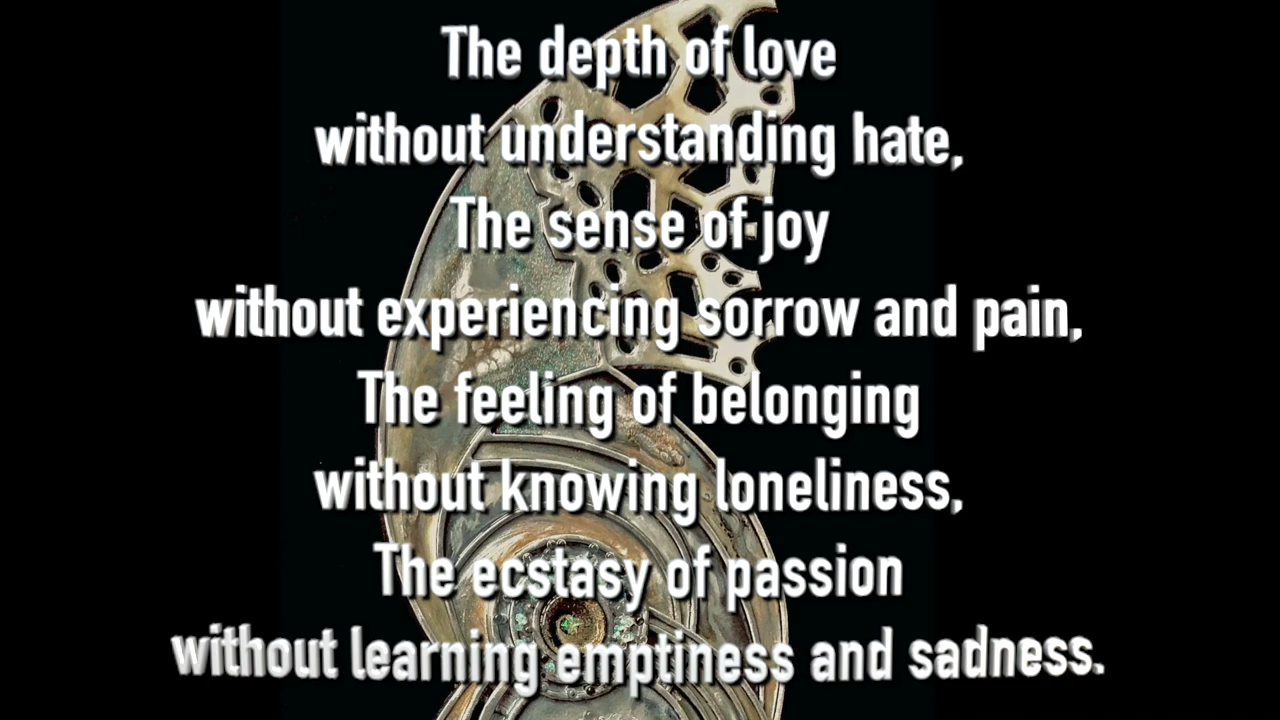 The depth of love
without understanding hate,
The sense of joy
without experiencing sorrow and pain,
The feeling of belonging
without knowing loneliness,
The ecstasy of passion
without learning emptiness and sadness.